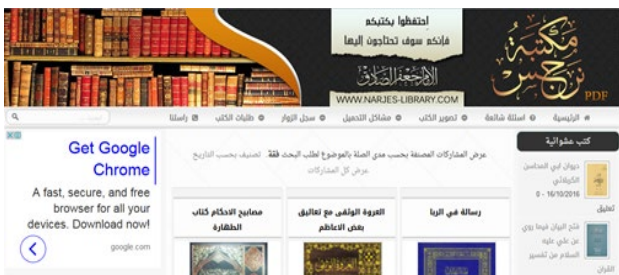 احتفظوا بكتبكم
فإنكم سوف تحتاجون إليها
الإمام جعفر الصادق
WWW.NARJES-LIBRARY.COM
مكتبة نرجس
PDF
الرئيسية
اسئلة شائعة
تصوير الكتب
مشاكل التحميل
سجل الزوار
طلبات الكتب
راسلنا
كتب عشوائية
ديوان ابي المحاسن
الكربلائي
16/10/2016 - 0
تعليق
فتح البيان فيما روي
عن علي عليه
السلام من تفسير
القران
عرض المشاركات المصنفة بحسب مدى الصلة بالموضوع لطلب البحث فقة. تصنيف بحسب التاريخ
عرض كل المشاركات
رسالة في الربا
العروة الوثقى مع تعاليق
بعض الاعاظم
مصابيح الاحكام كتاب
الطهارة
Get Google
Chrome
A fast, secure, and free
browser for all your
devices. Download now!
google.com